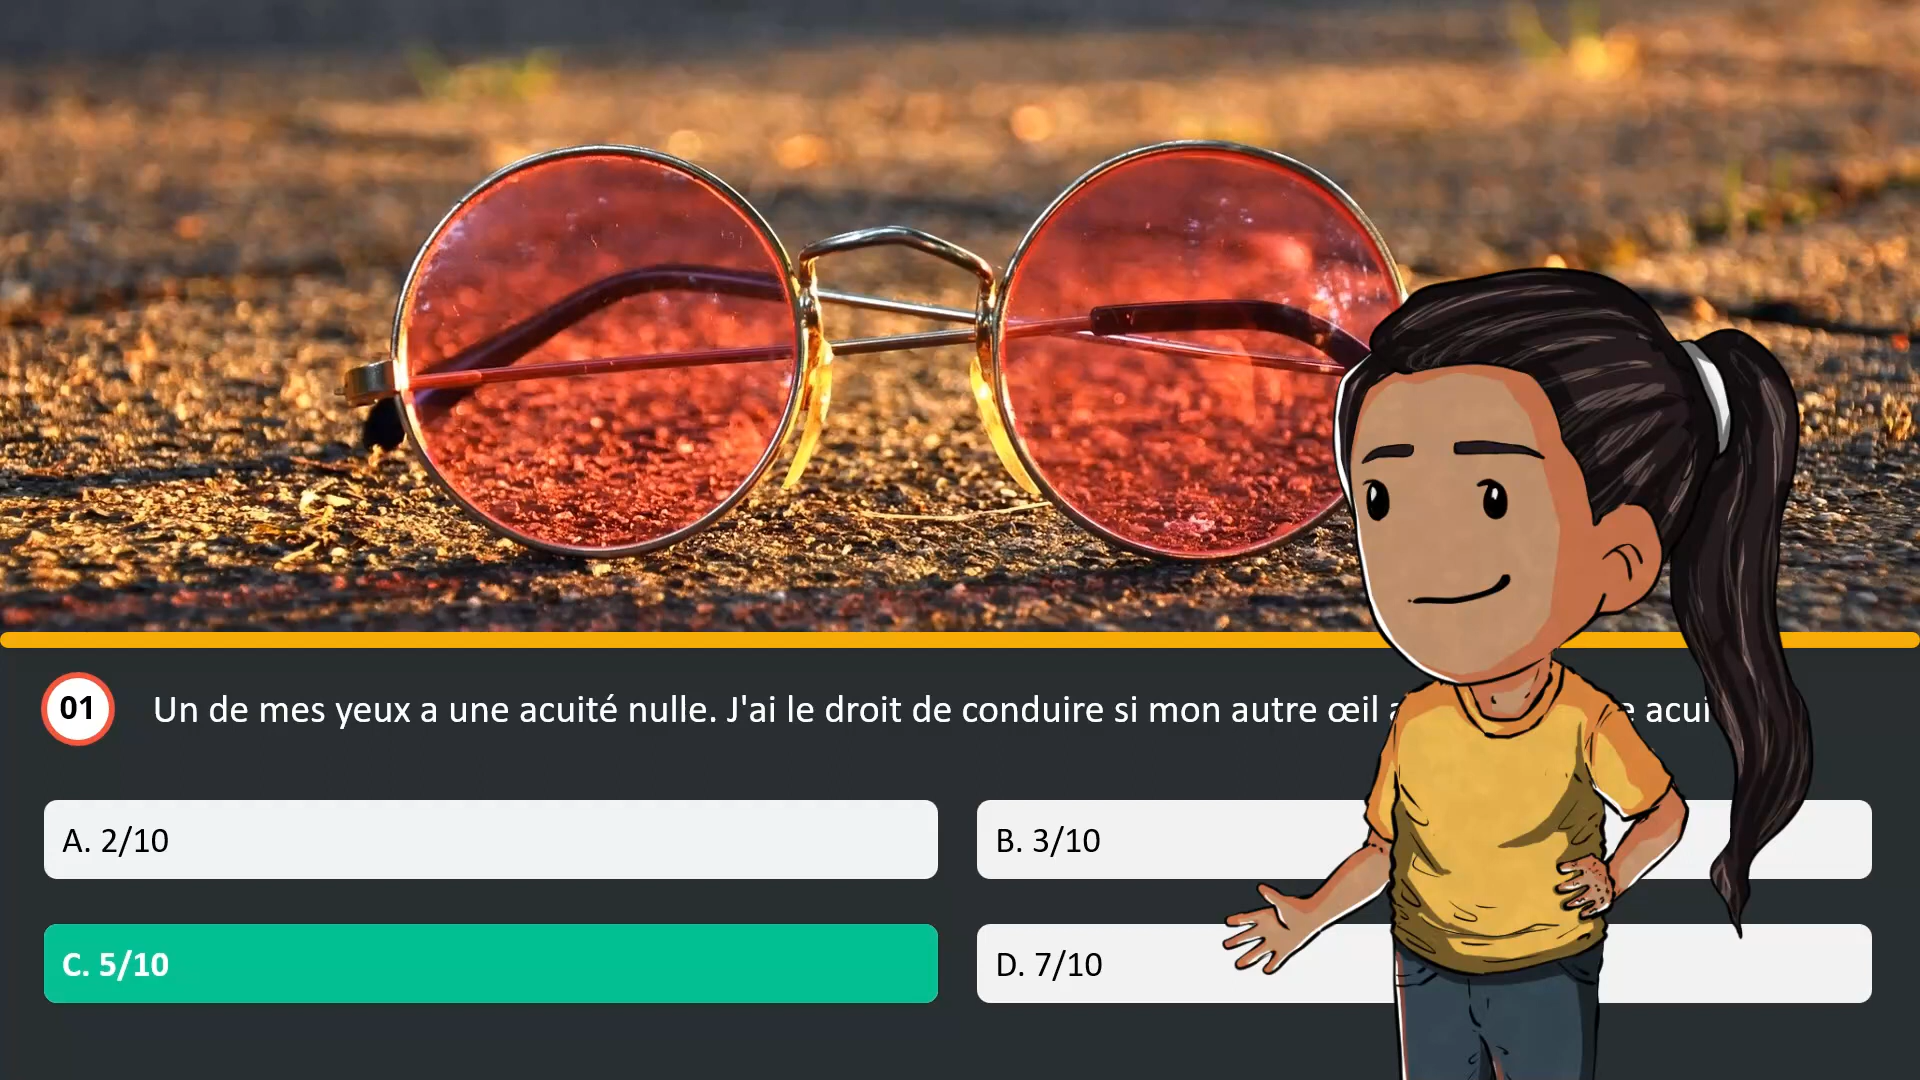 01
Un de mes yeux a une acuité nulle. J'ai le droit de conduire si mon autre œil
A. 2/10
B. 3/10
C. 5/10
D. 7/10